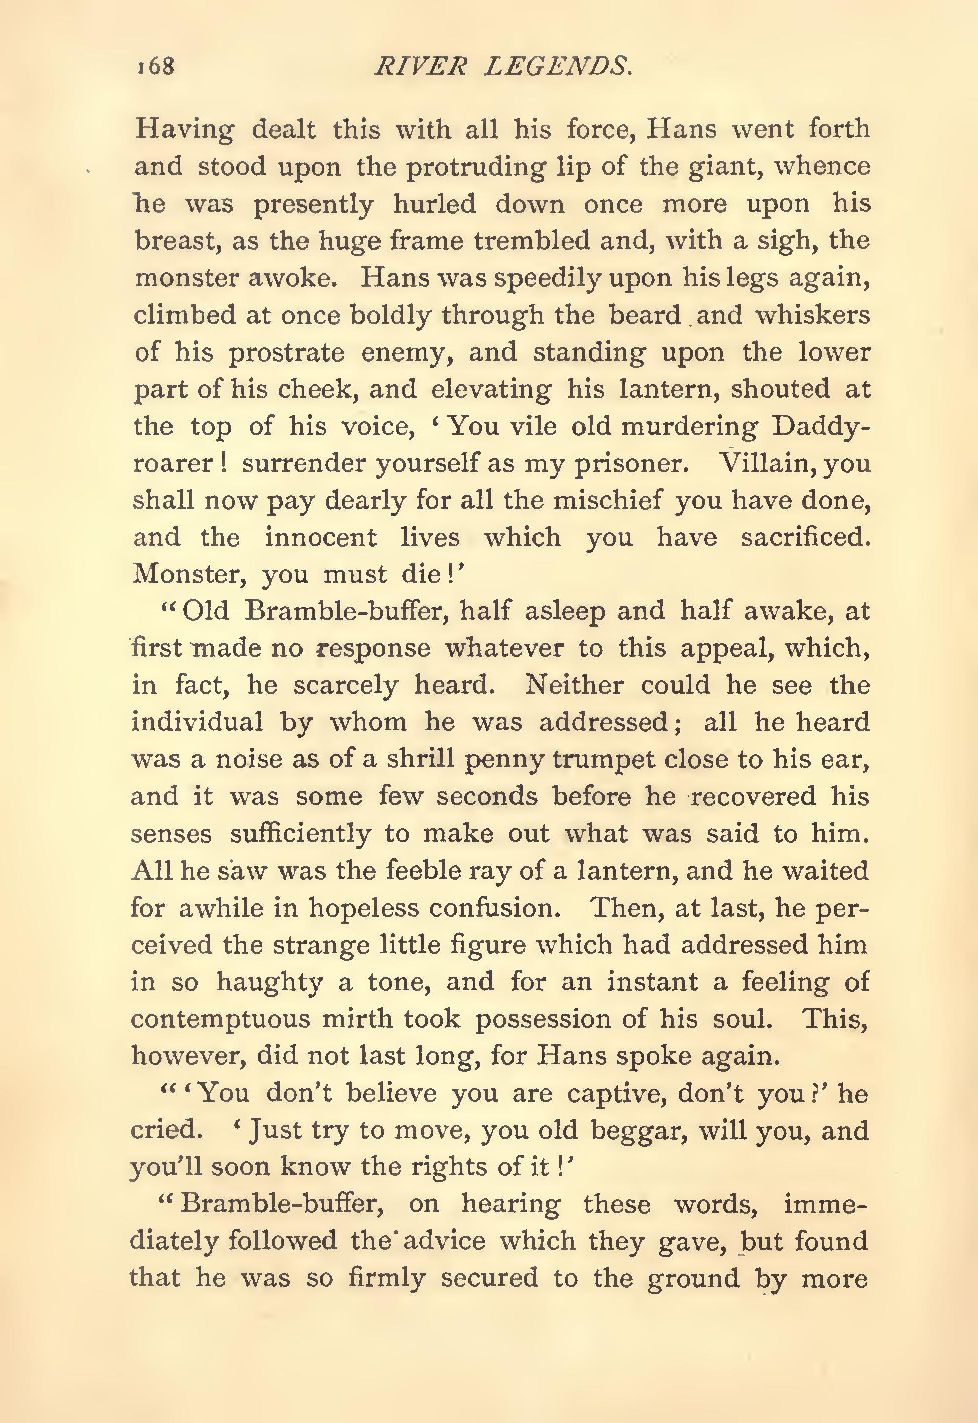 168 RIVER LEGENDS.
Having dealt this with all his force, Hans went forth
and stood upon the protruding lip of the giant, whence
he was presently hurled down once more upon his
breast, as the huge frame trembled and, with a sigh, the
monster awoke. Hans was speedily upon his legs again,
climbed at once boldly through the beard and whiskers
of his prostrate enemy, and standing upon the lower
part of his cheek, and elevating his lantern, shouted at
the top of his voice, ‘You vile old murdering Daddy-
roarer! surrender yourself as my prisoner. Villain, you
shall now pay dearly for all the mischief you have done,
and the innocent lives which you have sacrificed.
Monster, you must die!’
“Old Bramble-buffer, half asleep and half awake, at
first made no response whatever to this appeal, which,
in fact, he scarcely heard. Neither could he see the
individual by whom he was addressed; all he heard
was a noise as of a shrill penny trumpet close to his ear,
and it was some few seconds before he recovered his
senses sufficiently to make out what was said to him.
All he saw was the feeble ray of a lantern, and he waited
for awhile in hopeless confusion. Then, at last, he per-
ceived the strange little figure which had addressed him
in so haughty a tone, and for an instant a feeling of
contemptuous mirth took possession of his soul. This,
however, did not last long, for Hans spoke again.
“‘You don’t believe you are captive, don’t you?’ he
cried. ‘Just try to move, you old beggar, will you, and
you’ll soon know the rights of it!’
“Bramble-buffer, on hearing these words, imme-
diately followed the advice which they gave, but found
that he was so firmly secured to the ground by more